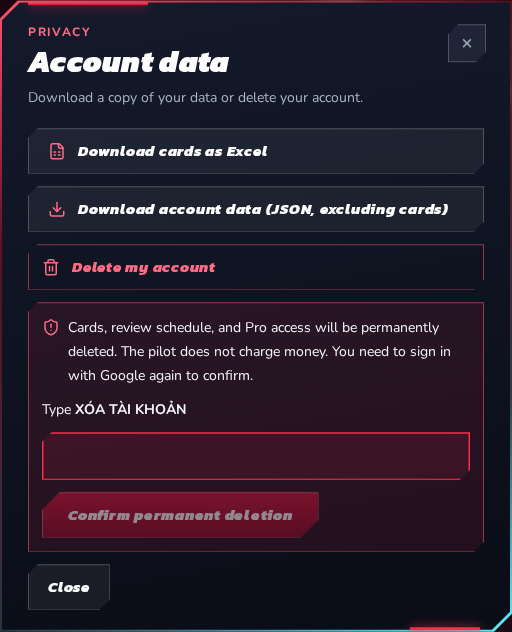 PRIVACY
Account data
Download a copy of your data or delete your account.
Download cards as Excel
Download account data (JSON, excluding cards)
Delete my account
Cards, review schedule, and Pro access will be permanently
deleted. The pilot does not charge money. You need to sign in
with Google again to confirm.
Type XÓA TÀI KHOẢN
Confirm permanent deletion
Close